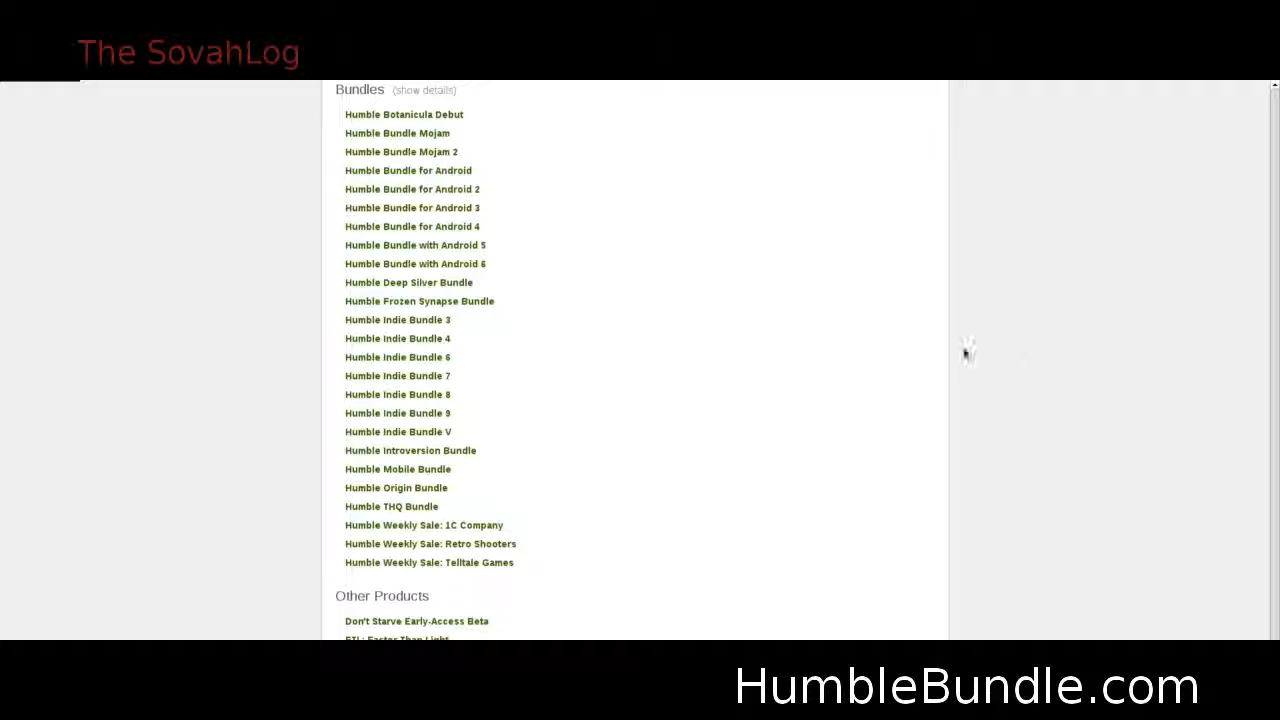 The SovahLog
Bundles (show details)
Humble Botanicula Debut
Humble Bundle Mojam
Humble Bundle Mojam 2
Humble Bundle for Android
Humble Bundle for Android 2
Humble Bundle for Android 3
Humble Bundle for Android 4
Humble Bundle with Android 5
Humble Bundle with Android 6
Humble Deep Silver Bundle
Humble Frozen Synapse Bundle
Humble Indie Bundle 3
Humble Indie Bundle 4
Humble Indie Bundle 6
Humble Indie Bundle 7
Humble Indie Bundle 8
Humble Indie Bundle 9
Humble Indie Bundle V
Humble Introversion Bundle
Humble Mobile Bundle
Humble Origin Bundle
Humble THQ Bundle
Humble Weekly Sale: 1C Company
Humble Weekly Sale: Retro Shooters
Humble Weekly Sale: Telltale Games
Other Products
Don't Starve Early-Access Beta
FTL: Faster Than Light
HumbleBundle.com